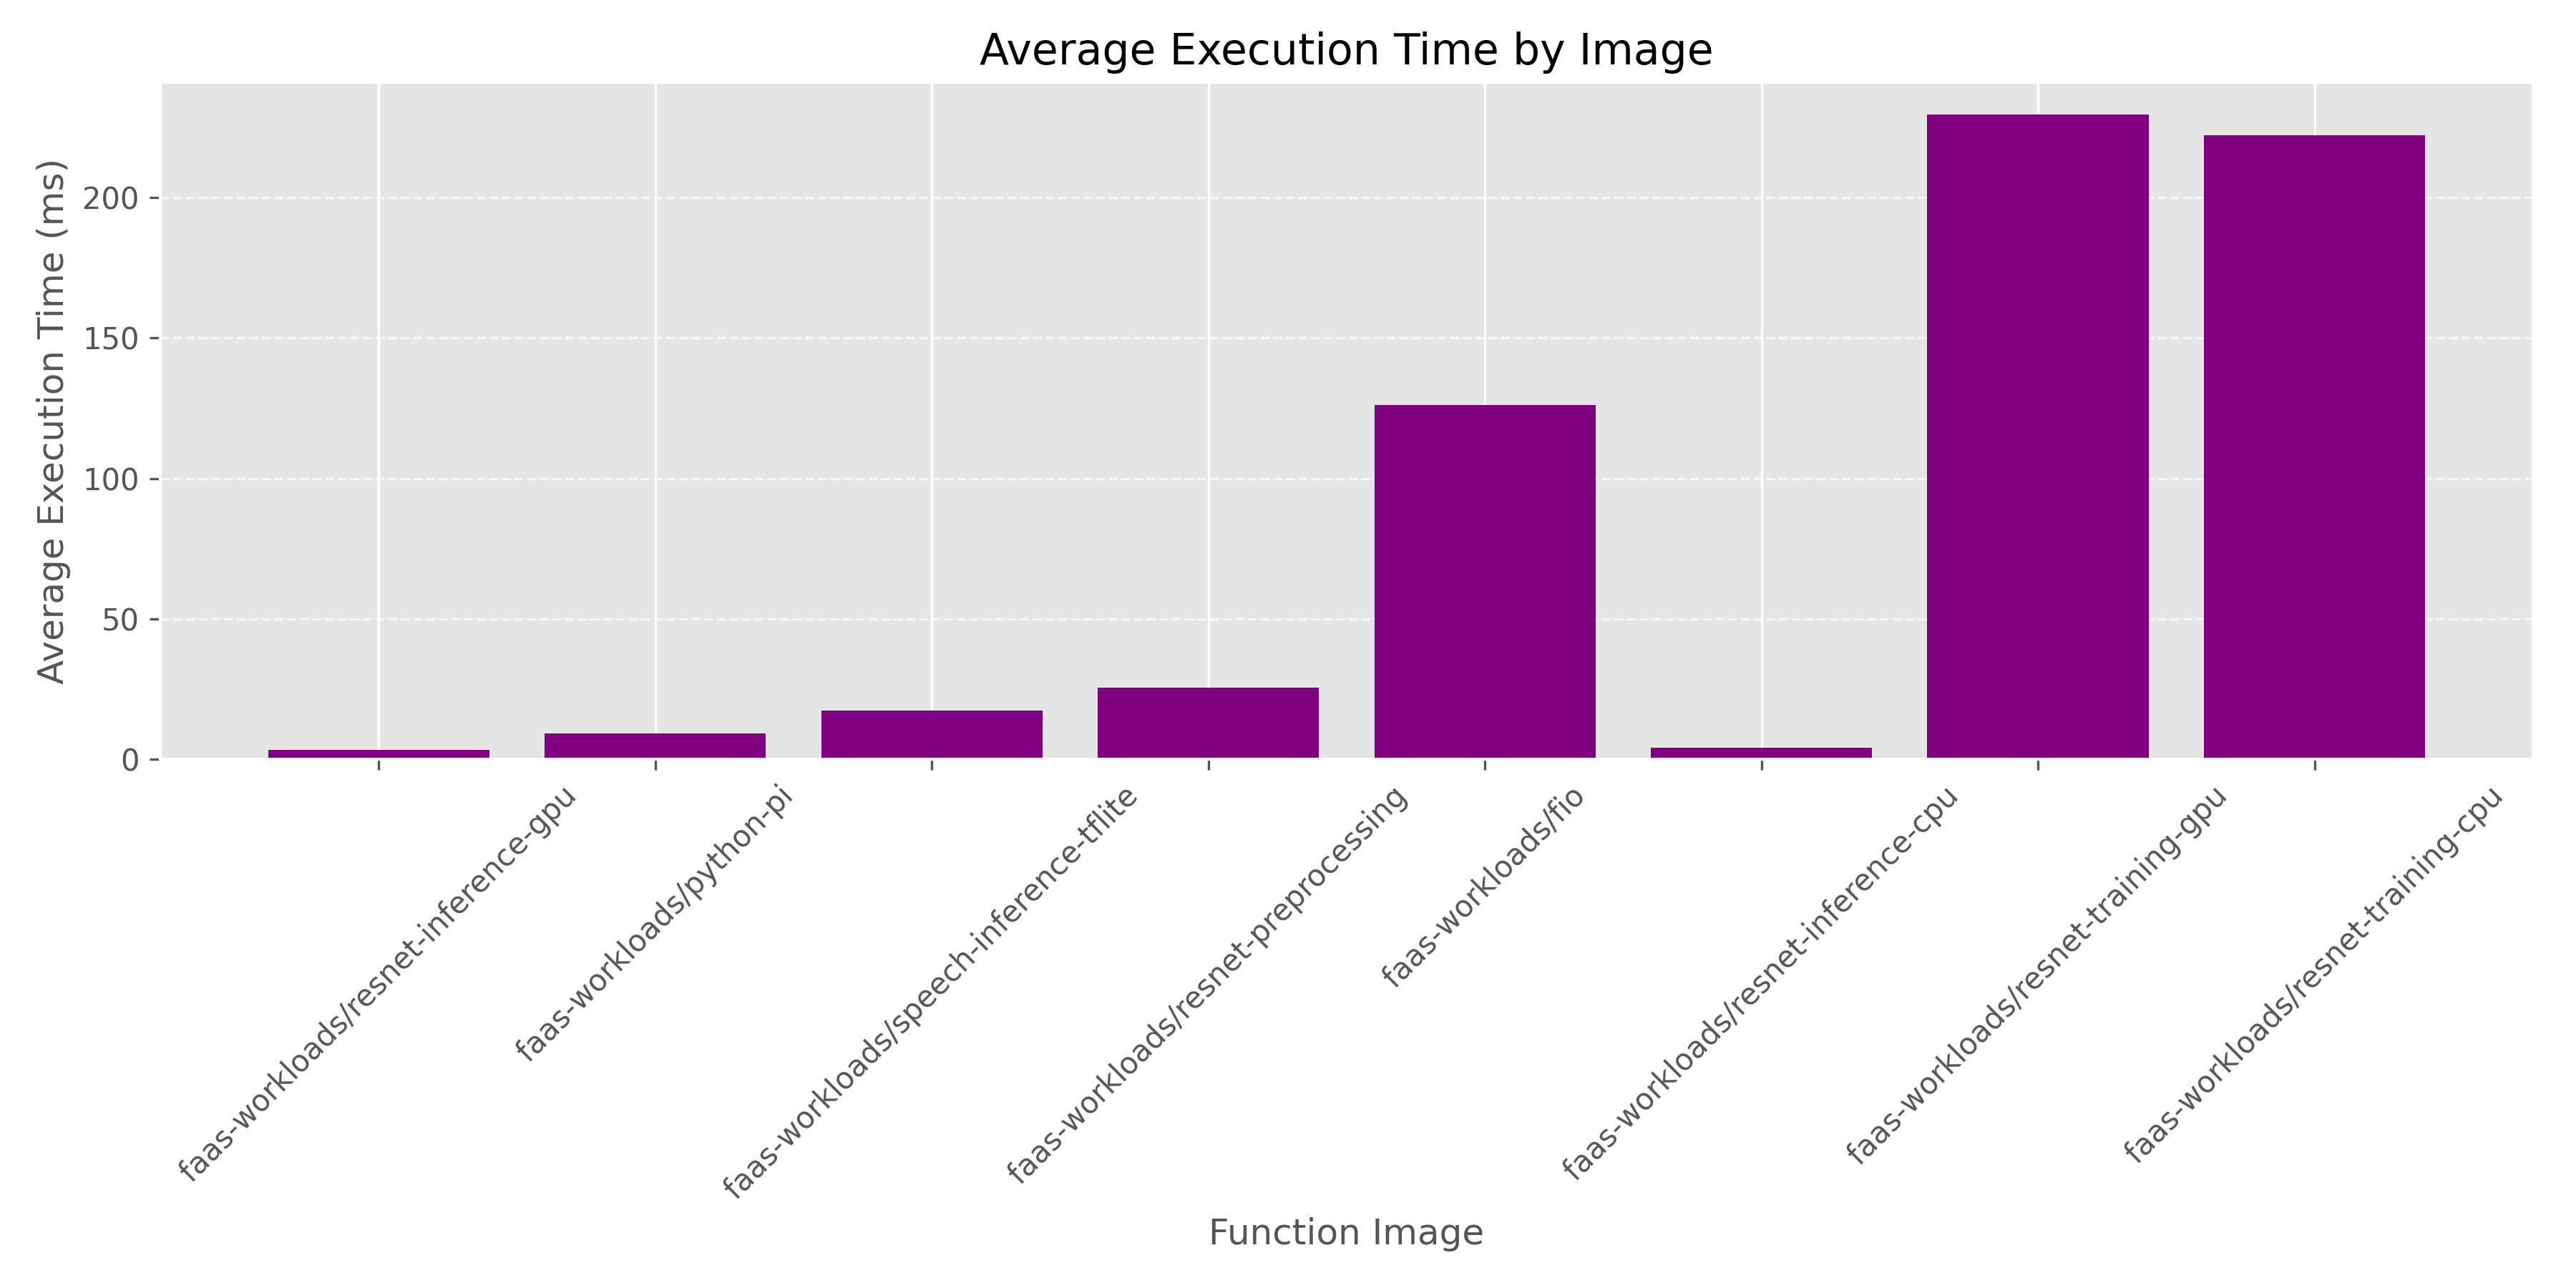 Average Execution Time by Image
Average Execution Time (ms)
200
150
100
50
0
faas-workloads/resnet-inference-gpu
faas-workloads/python-pi
faas-workloads/speech-inference-tflite
faas-workloads/resnet-preprocessing
faas-workloads/fio
faas-workloads/resnet-inference-cpu
faas-workloads/resnet-training-gpu
faas-workloads/resnet-training-cpu
Function Image